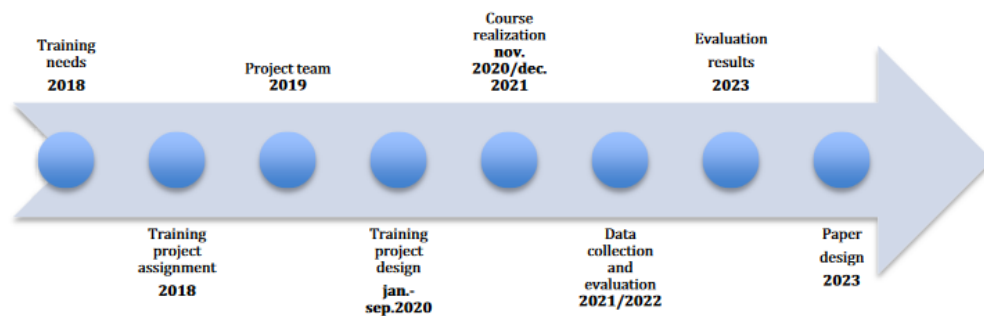 Training
needs
2018
Training
project
assignment
2018
Project team
2019
Training
project
design
jan.-
sep.2020
Course
realization
nov.
2020/dec.
2021
Data
collection
and
evaluation
2021/2022
Evaluation
results
2023
Paper
design
2023